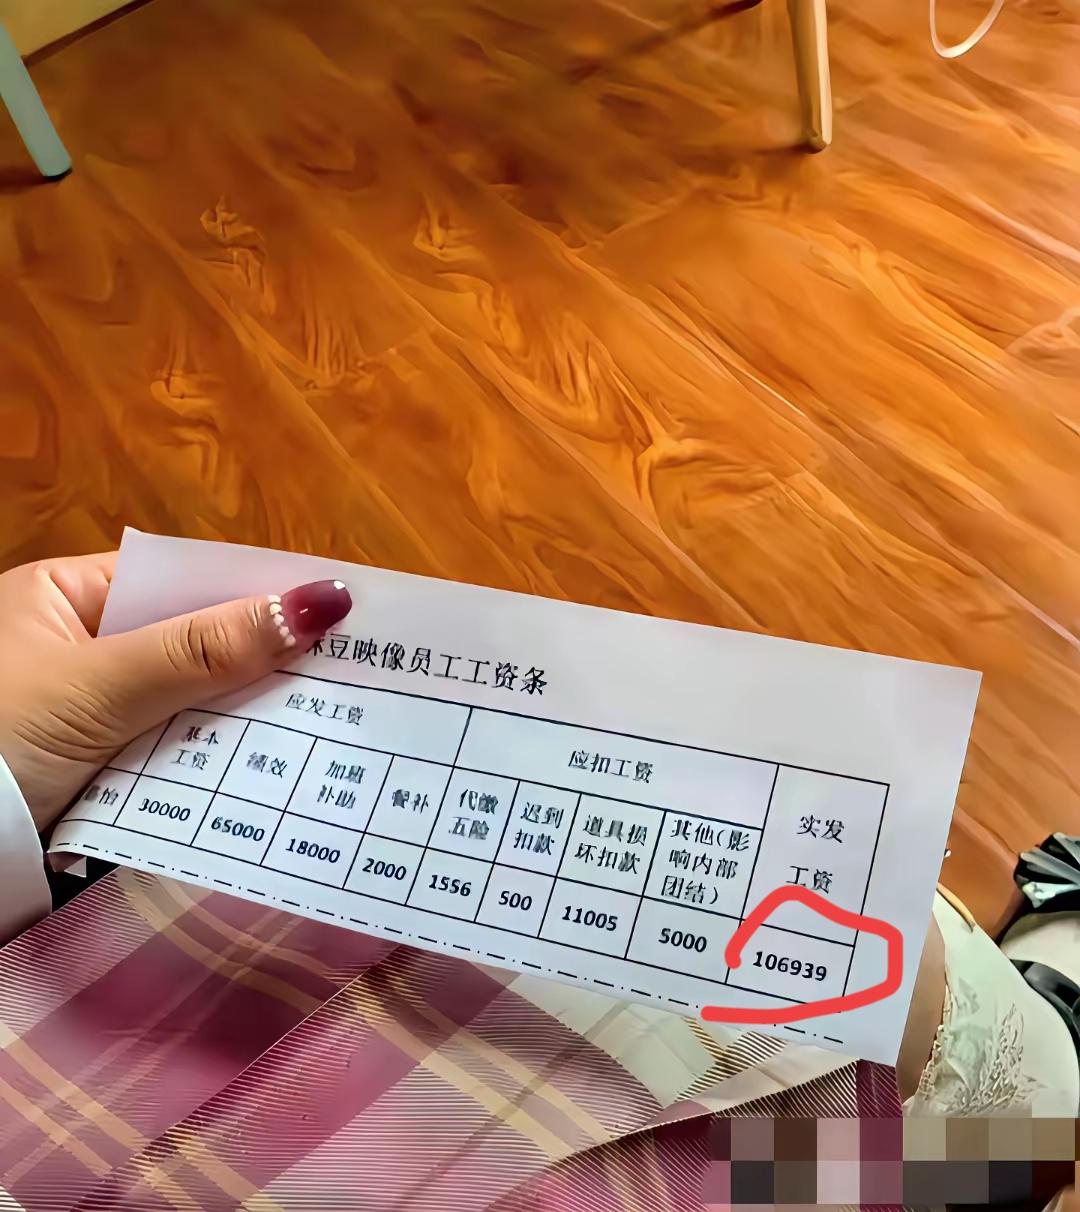 豆映像员工工资条
应发工资 应扣工资 实发工资
基本工资 绩效 加班补助 餐补 代缴五险 迟到扣款 道具损坏扣款 其他(影响内部团结)
怡 30000 65000 18000 2000 1556 500 11005 5000 106939